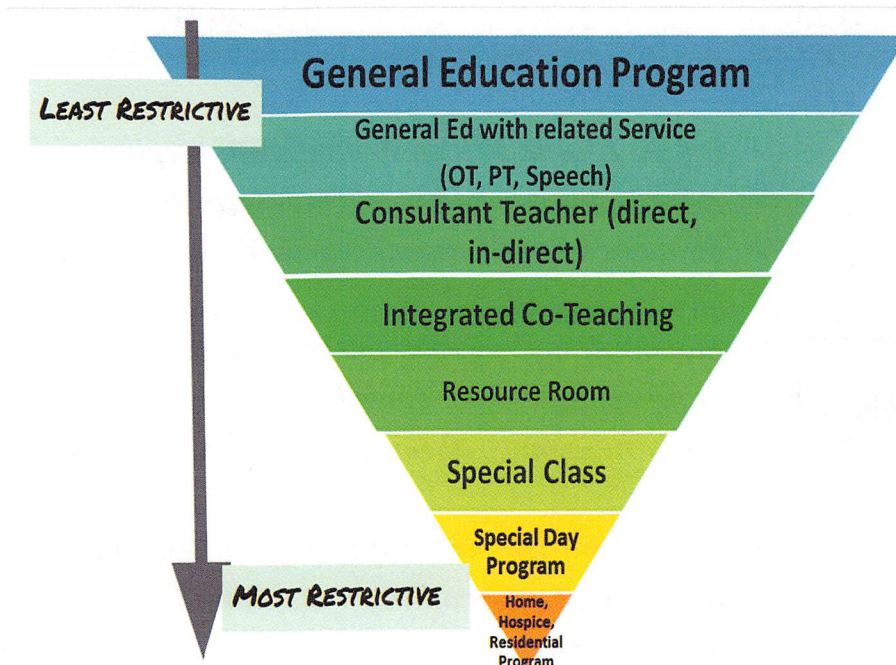 General Education Program
LEAST RESTRICTIVE
General Ed with related Service
(OT, PT, Speech)
Consultant Teacher (direct,
in-direct)
Integrated Co-Teaching
Resource Room
Special Class
Special Day
Program
MOST RESTRICTIVE
Home,
Hospice,
Residential
Program